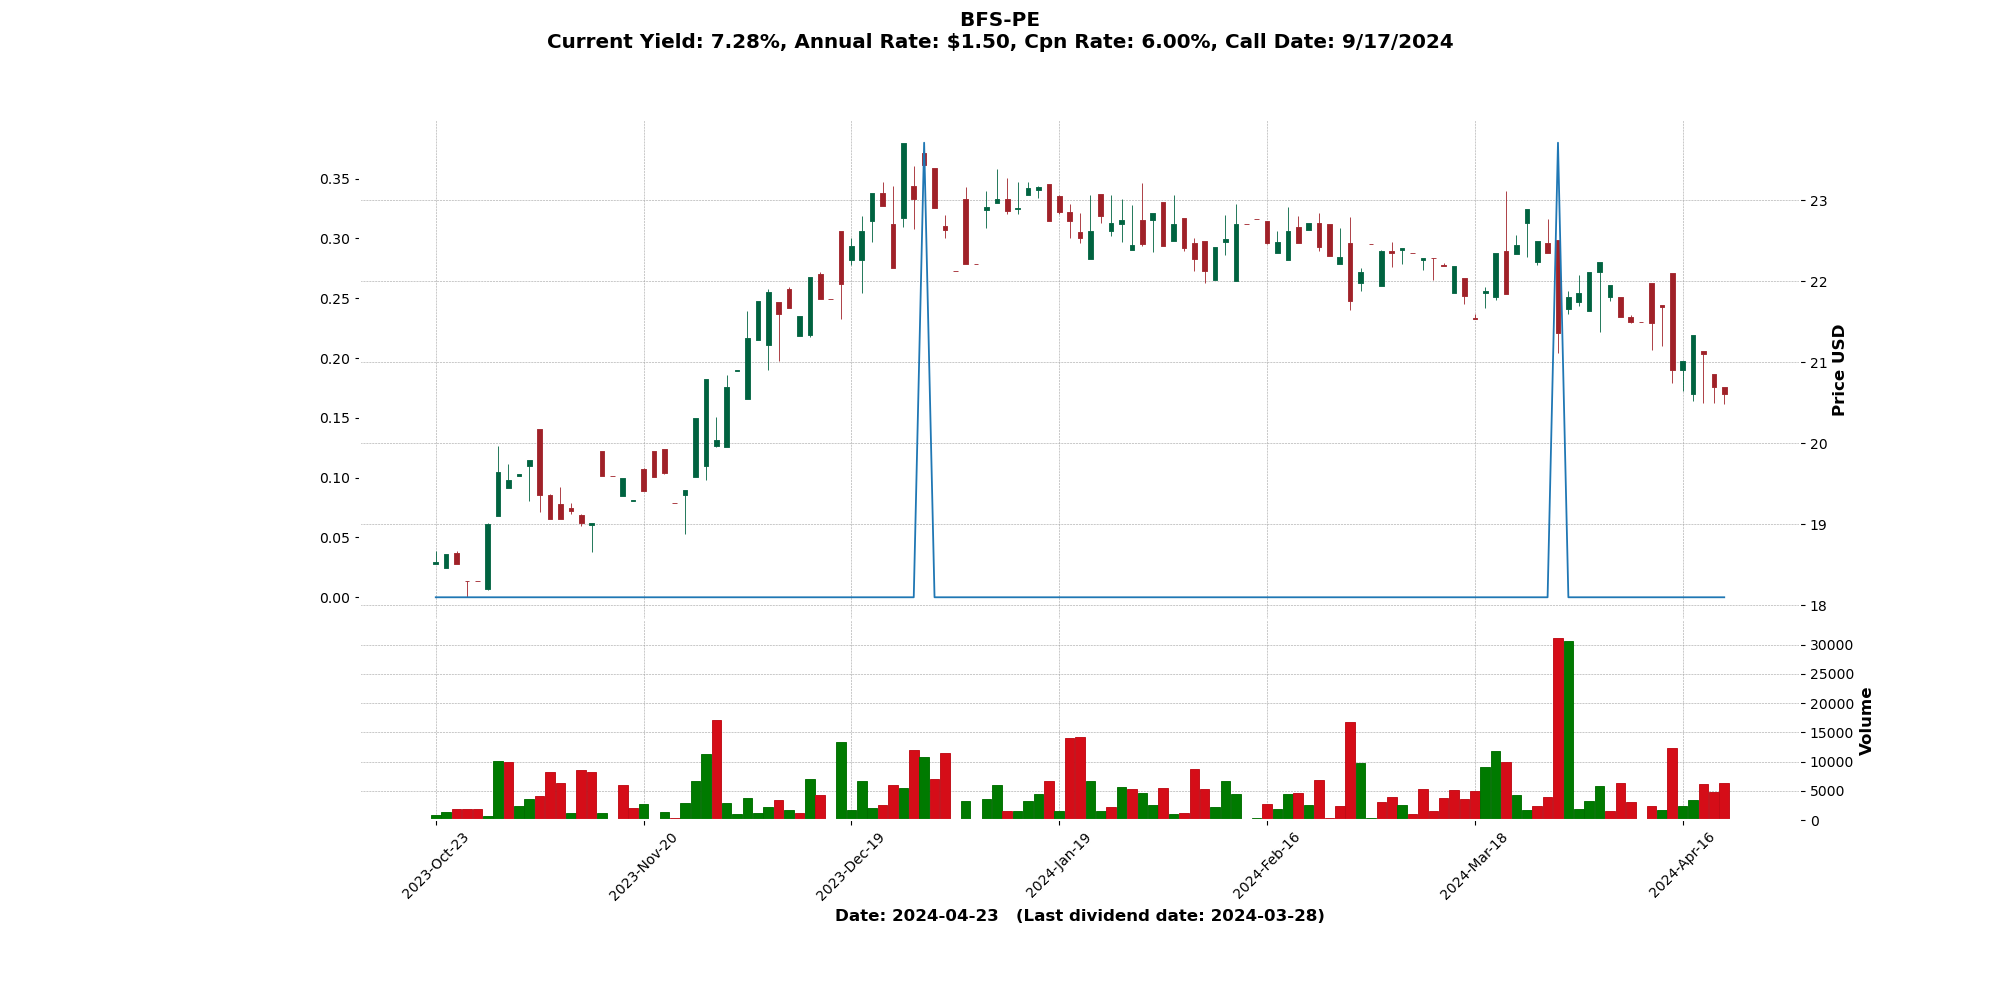 BFS-PE
Current Yield: 7.28%, Annual Rate: $1.50, Cpn Rate: 6.00%, Call Date: 9/17/2024
0.35
0.30
0.25
0.20
0.15
0.10
0.05
0.00
23
22
21
20
19
18
Price USD
30000
25000
20000
15000
10000
5000
0
Volume
2023-Oct-23
2023-Nov-20
2023-Dec-19
2024-Jan-19
2024-Feb-16
2024-Mar-18
2024-Apr-16
Date: 2024-04-23   (Last dividend date: 2024-03-28)